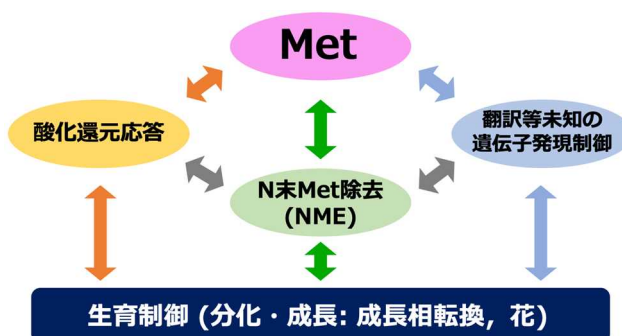 Met
酸化還元応答
翻訳等未知の
遺伝子発現制御
N末Met除去
(NME)
生育制御 (分化・成長: 成長相転換，花)